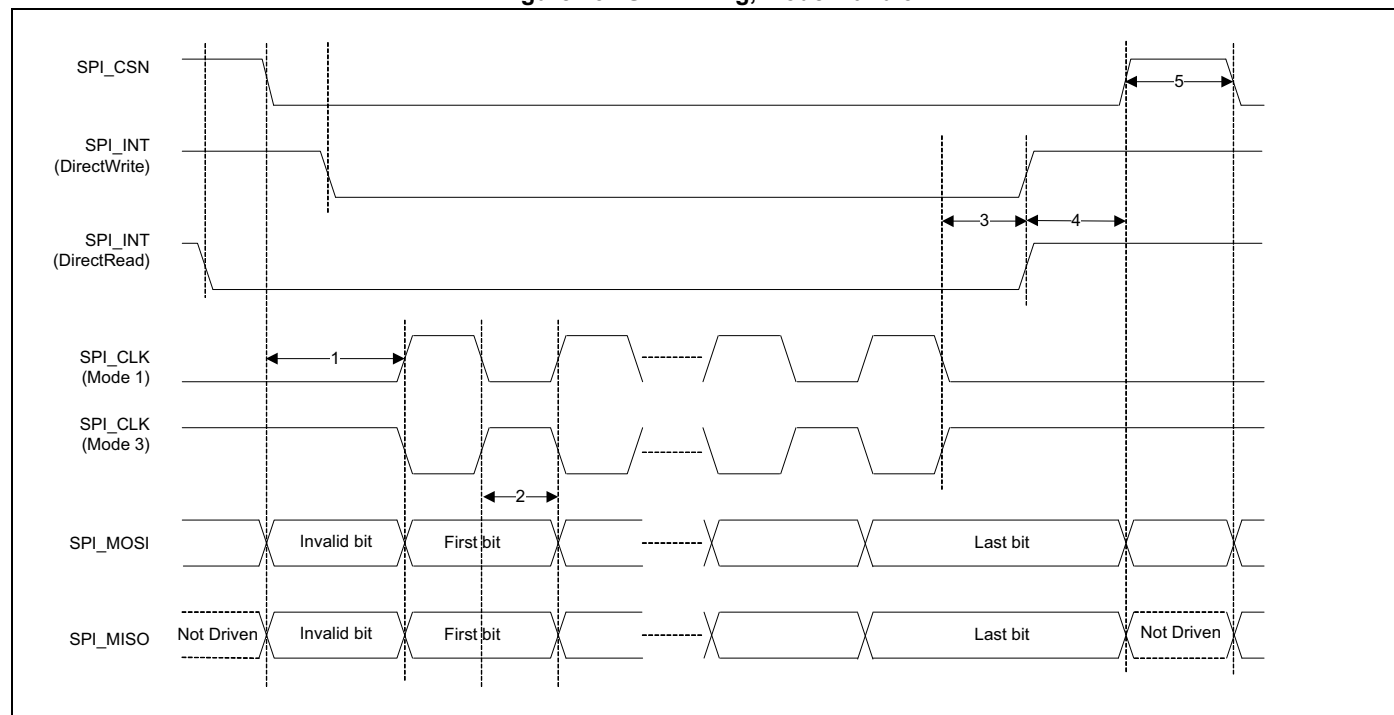 SPI_CSN
5
SPI_INT
(DirectWrite)
3
4
SPI_INT
(DirectRead)
SPI_CLK
(Mode 1)
1
SPI_CLK
(Mode 3)
2
SPI_MOSI
Invalid bit
First bit
Last bit
SPI_MISO
Not Driven
Invalid bit
First bit
Last bit
Not Driven